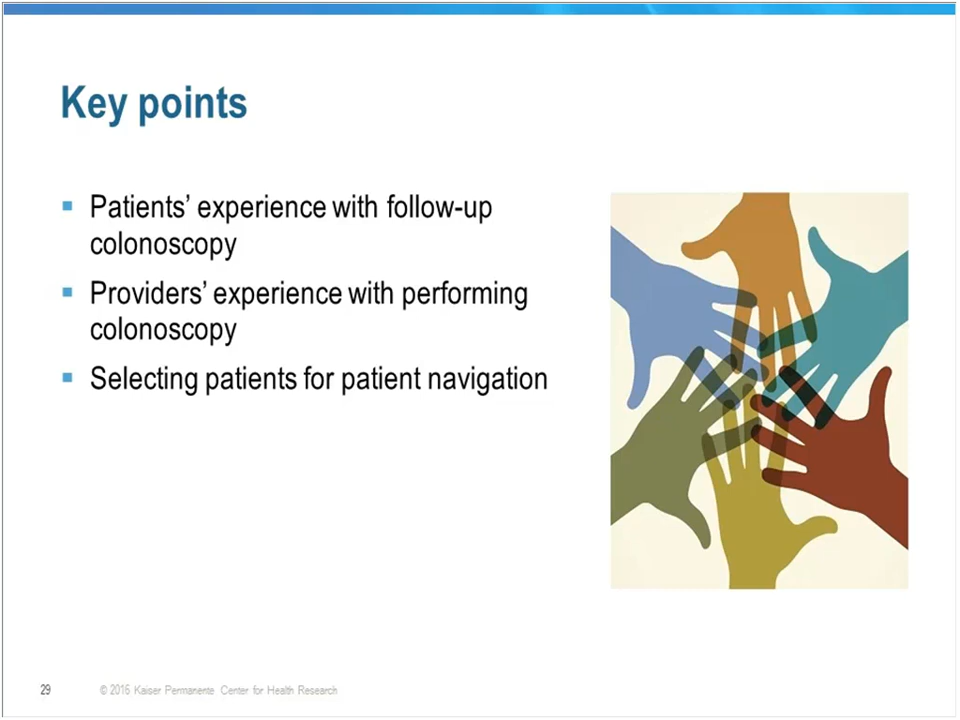 Key points
▪ Patients’ experience with follow-up
colonoscopy
▪ Providers’ experience with performing
colonoscopy
▪ Selecting patients for patient navigation
29 © 2016 Kaiser Permanente Center for Health Research